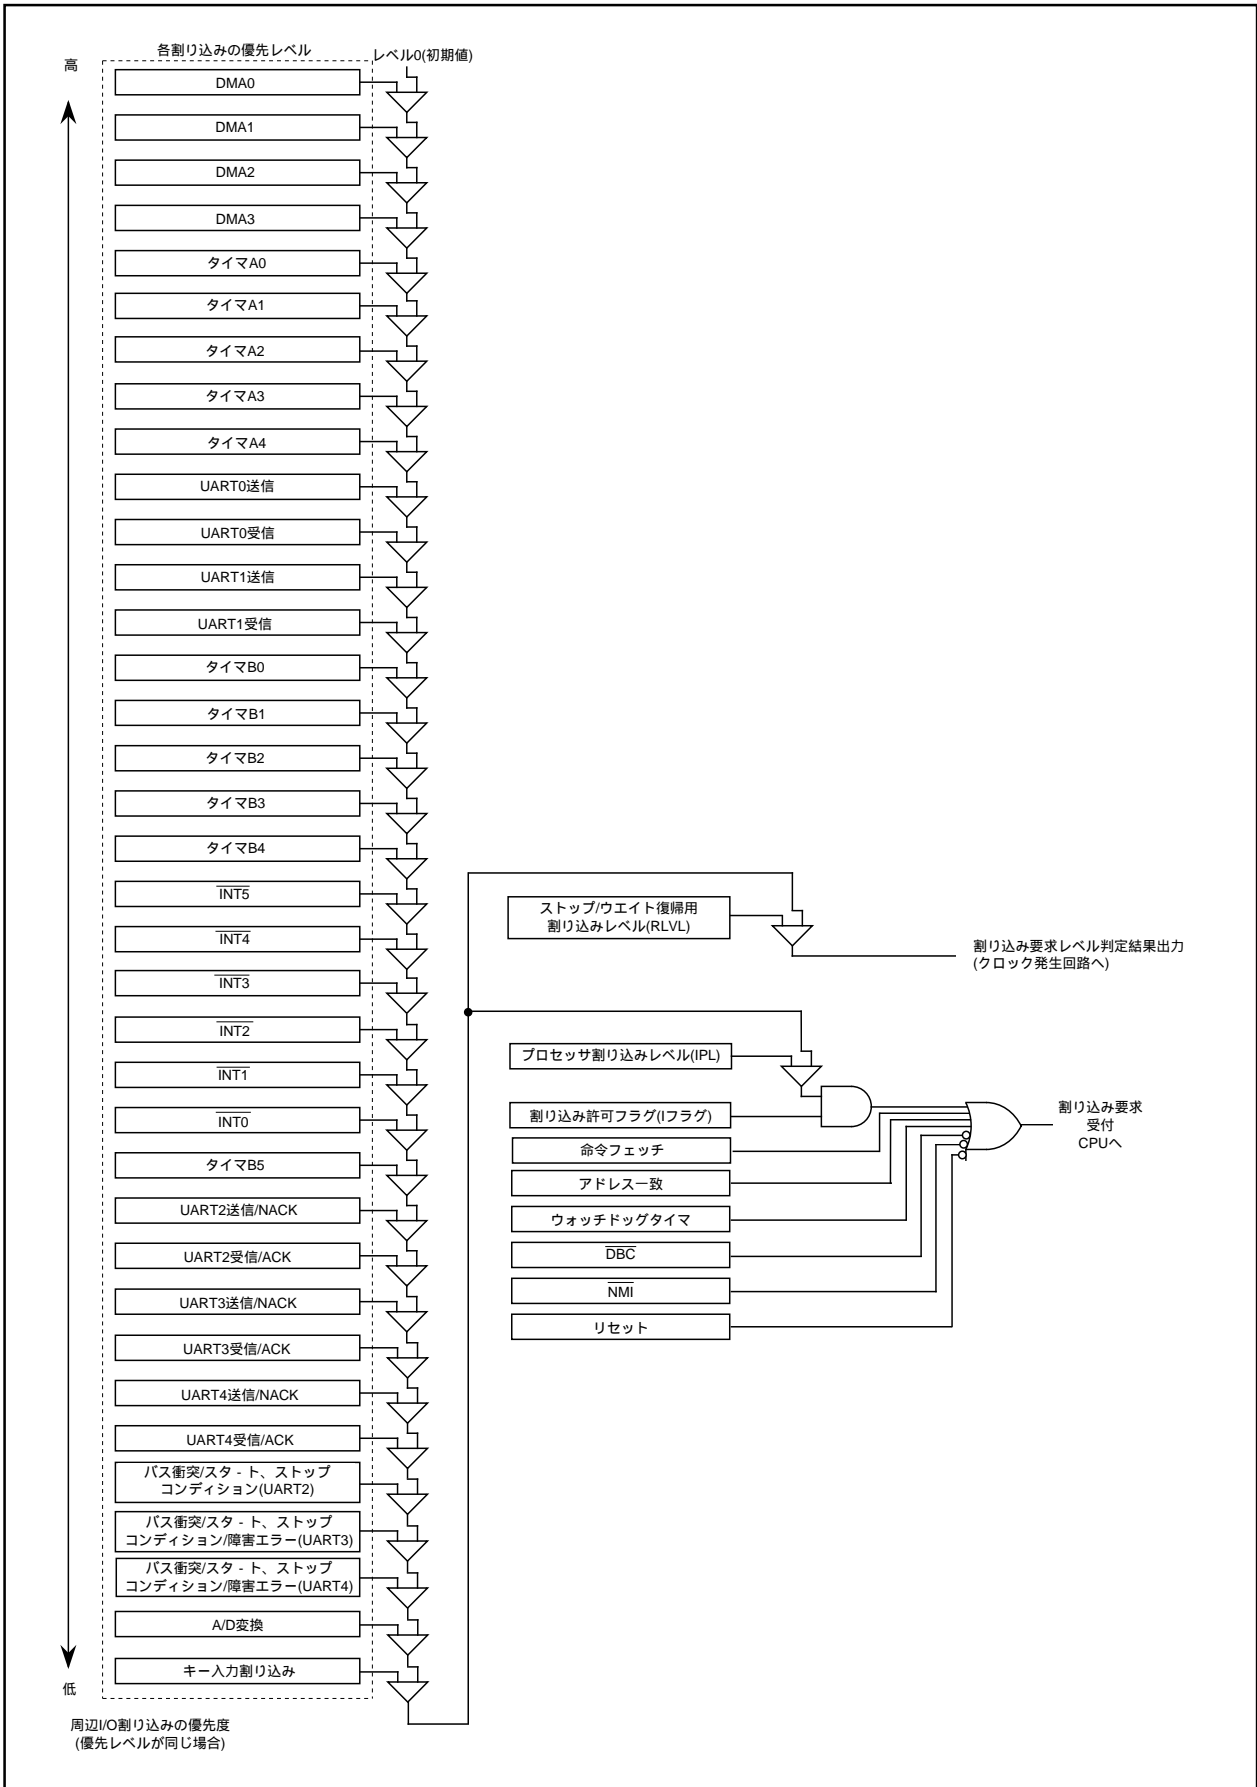 各割り込みの優先レベル
レベル0(初期値)
高
DMA0
DMA1
DMA2
DMA3
タイマA0
タイマA1
タイマA2
タイマA3
タイマA4
UART0送信
UART0受信
UART1送信
UART1受信
タイマB0
タイマB1
タイマB2
タイマB3
タイマB4
INT5
INT4
INT3
INT2
INT1
INT0
タイマB5
UART2送信/NACK
UART2受信/ACK
UART3送信/NACK
UART3受信/ACK
UART4送信/NACK
UART4受信/ACK
バス衝突/スタ - ト、ストップ
コンディション(UART2)
バス衝突/スタ - ト、ストップ
コンディション/障害エラー(UART3)
バス衝突/スタ - ト、ストップ
コンディション/障害エラー(UART4)
A/D変換
キー入力割り込み
低
周辺I/O割り込みの優先度
(優先レベルが同じ場合)
ストップ/ウエイト復帰用
割り込みレベル(RLVL)
割り込み要求レベル判定結果出力
(クロック発生回路へ)
プロセッサ割り込みレベル(IPL)
割り込み許可フラグ(Iフラグ)
命令フェッチ
アドレス一致
ウォッチドッグタイマ
DBC
NMI
リセット
割り込み要求
受付
CPUへ